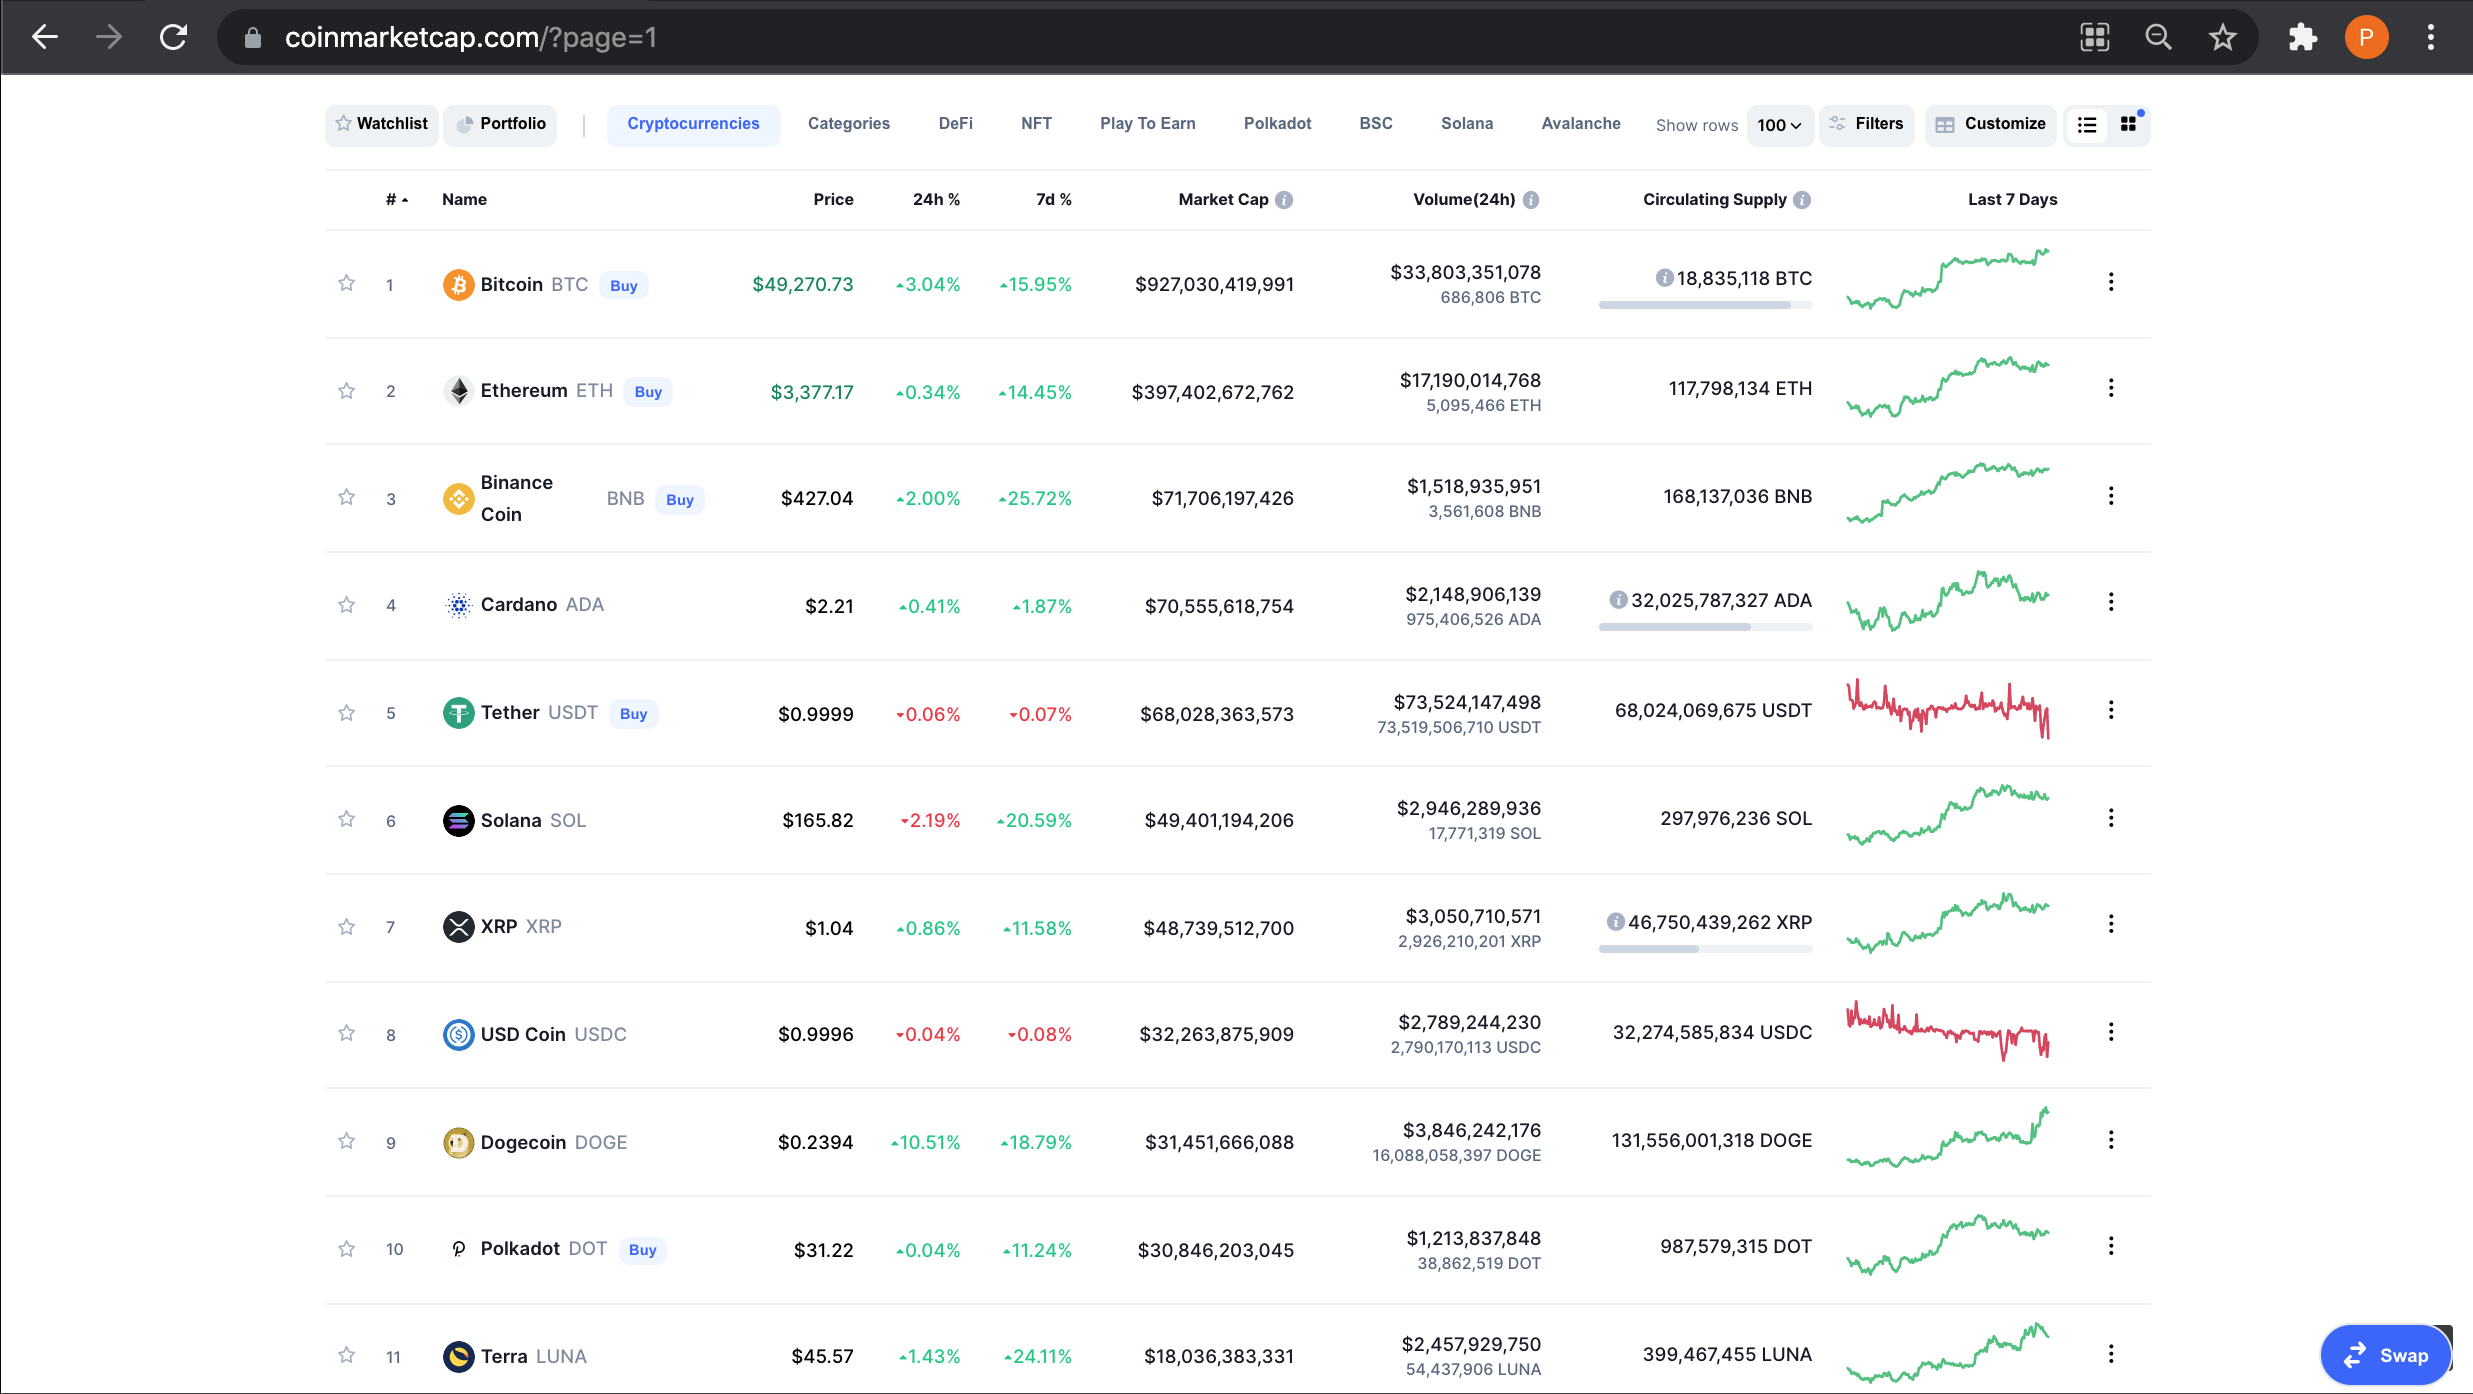 coinmarketcap.com/?page=1
P
Watchlist Portfolio Cryptocurrencies Categories DeFi NFT Play To Earn Polkadot BSC Solana Avalanche Show rows 100 Filters Customize
# Name Price 24h % 7d % Market Cap Volume(24h) Circulating Supply Last 7 Days
1 Bitcoin BTC Buy $49,270.73 3.04% 15.95% $927,030,419,991 $33,803,351,078 18,835,118 BTC
686,806 BTC
2 Ethereum ETH Buy $3,377.17 0.34% 14.45% $397,402,672,762 $17,190,014,768 117,798,134 ETH
5,095,466 ETH
3 Binance Coin BNB Buy $427.04 2.00% 25.72% $71,706,197,426 $1,518,935,951 168,137,036 BNB
3,561,608 BNB
4 Cardano ADA $2.21 0.41% 1.87% $70,555,618,754 $2,148,906,139 32,025,787,327 ADA
975,406,526 ADA
5 Tether USDT Buy $0.9999 0.06% 0.07% $68,028,363,573 $73,524,147,498 68,024,069,675 USDT
73,519,506,710 USDT
6 Solana SOL $165.82 2.19% 20.59% $49,401,194,206 $2,946,289,936 297,976,236 SOL
17,771,319 SOL
7 XRP XRP $1.04 0.86% 11.58% $48,739,512,700 $3,050,710,571 46,750,439,262 XRP
2,926,210,201 XRP
8 USD Coin USDC $0.9996 0.04% 0.08% $32,263,875,909 $2,789,244,230 32,274,585,834 USDC
2,790,170,113 USDC
9 Dogecoin DOGE $0.2394 10.51% 18.79% $31,451,666,088 $3,846,242,176 131,556,001,318 DOGE
16,088,058,397 DOGE
10 Polkadot DOT Buy $31.22 0.04% 11.24% $30,846,203,045 $1,213,837,848 987,579,315 DOT
38,862,519 DOT
11 Terra LUNA $45.57 1.43% 24.11% $18,036,383,331 $2,457,929,750 399,467,455 LUNA
54,437,906 LUNA
Swap